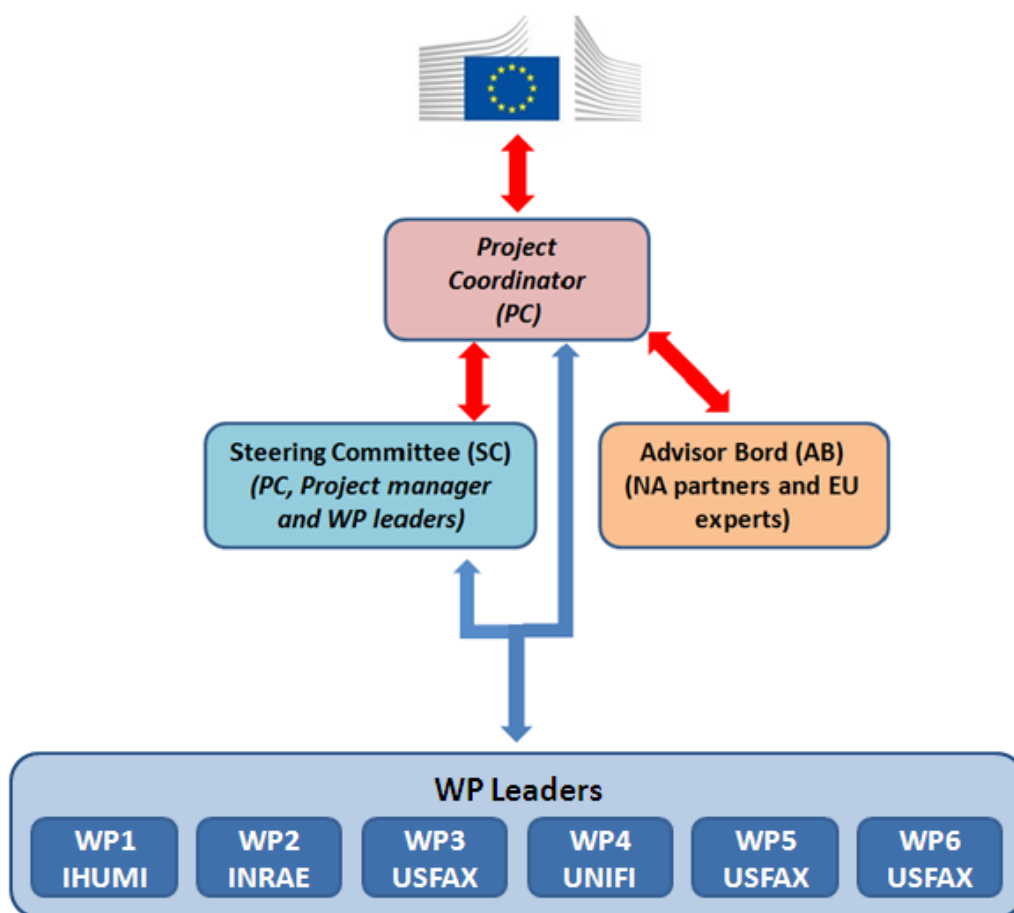 Project
Coordinator
(PC)
Steering Committee (SC)
(PC, Project manager
and WP leaders)
Advisor Bord (AB)
(NA partners and EU
experts)
WP Leaders
WP1
IHUMI
WP2
INRAE
WP3
USFAX
WP4
UNIFI
WP5
USFAX
WP6
USFAX